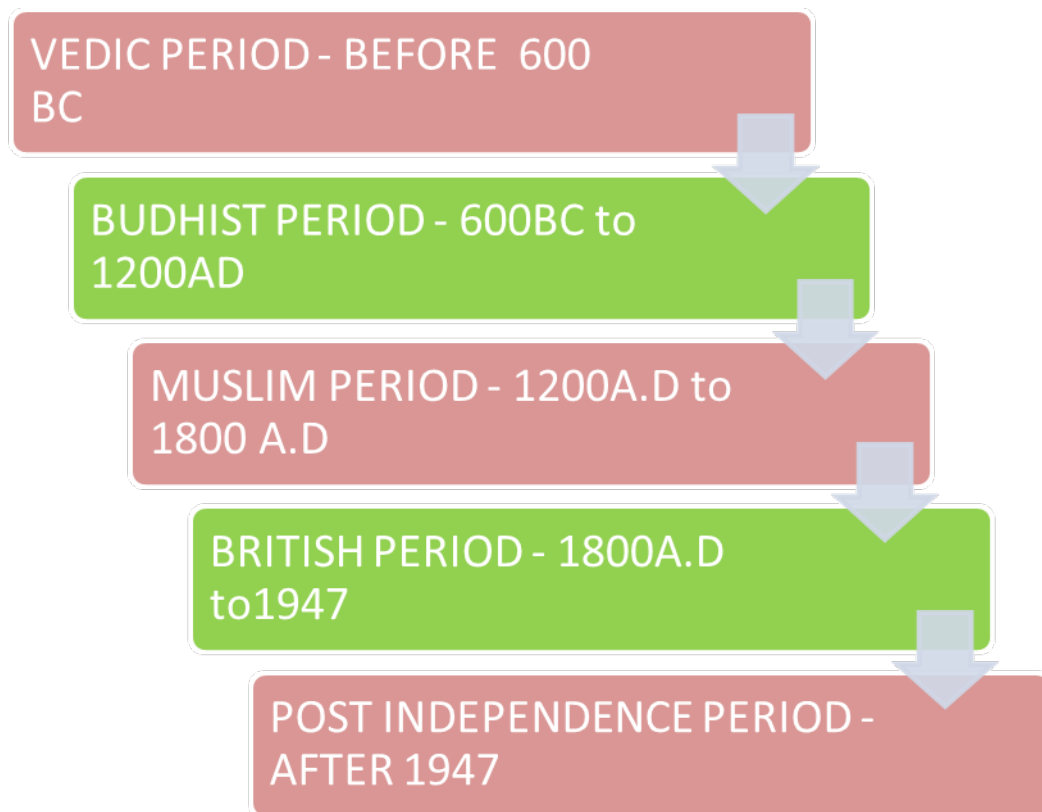 VEDIC PERIOD - BEFORE 600
BC
BUDHIST PERIOD - 600BC to
1200AD
MUSLIM PERIOD - 1200A.D to
1800 A.D
BRITISH PERIOD - 1800A.D
to1947
POST INDEPENDENCE PERIOD -
AFTER 1947